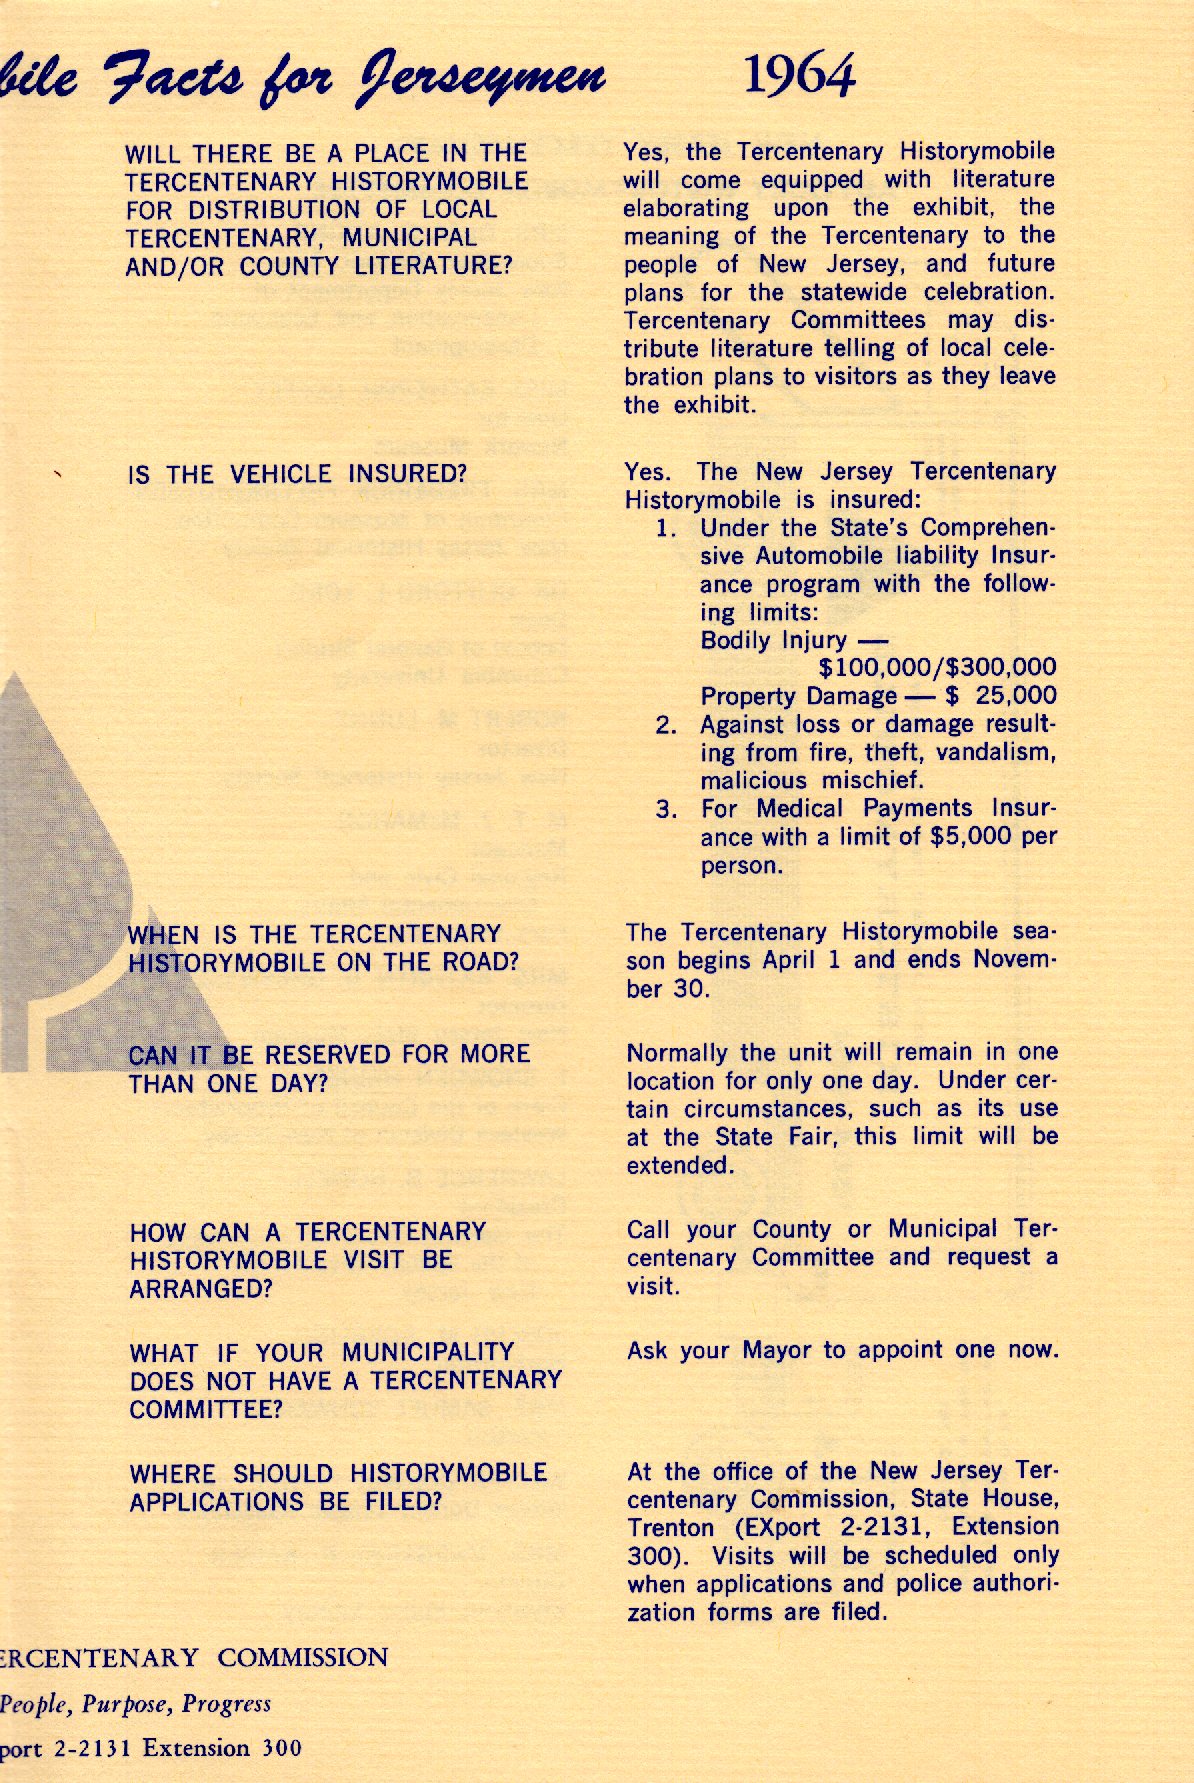 bile Facts for Jerseymen 1964
WILL THERE BE A PLACE IN THE
TERCENTENARY HISTORYMOBILE
FOR DISTRIBUTION OF LOCAL
TERCENTENARY, MUNICIPAL
AND/OR COUNTY LITERATURE?
Yes, the Tercentenary Historymobile
will come equipped with literature
elaborating upon the exhibit, the
meaning of the Tercentenary to the
people of New Jersey, and future
plans for the statewide celebration.
Tercentenary Committees may dis-
tribute literature telling of local cele-
bration plans to visitors as they leave
the exhibit.
IS THE VEHICLE INSURED?
Yes. The New Jersey Tercentenary
Historymobile is insured:
1. Under the State's Comprehen-
sive Automobile liability Insur-
ance program with the follow-
ing limits:
Bodily Injury —
$100,000/$300,000
Property Damage — $ 25,000
2. Against loss or damage result-
ing from fire, theft, vandalism,
malicious mischief.
3. For Medical Payments Insur-
ance with a limit of $5,000 per
person.
WHEN IS THE TERCENTENARY
HISTORYMOBILE ON THE ROAD?
The Tercentenary Historymobile sea-
son begins April 1 and ends Novem-
ber 30.
CAN IT BE RESERVED FOR MORE
THAN ONE DAY?
Normally the unit will remain in one
location for only one day. Under cer-
tain circumstances, such as its use
at the State Fair, this limit will be
extended.
HOW CAN A TERCENTENARY
HISTORYMOBILE VISIT BE
ARRANGED?
Call your County or Municipal Ter-
centenary Committee and request a
visit.
WHAT IF YOUR MUNICIPALITY
DOES NOT HAVE A TERCENTENARY
COMMITTEE?
Ask your Mayor to appoint one now.
WHERE SHOULD HISTORYMOBILE
APPLICATIONS BE FILED?
At the office of the New Jersey Ter-
centenary Commission, State House,
Trenton (EXport 2-2131, Extension
300). Visits will be scheduled only
when applications and police authori-
zation forms are filed.
ERCENTENARY COMMISSION
People, Purpose, Progress
port 2-2131 Extension 300